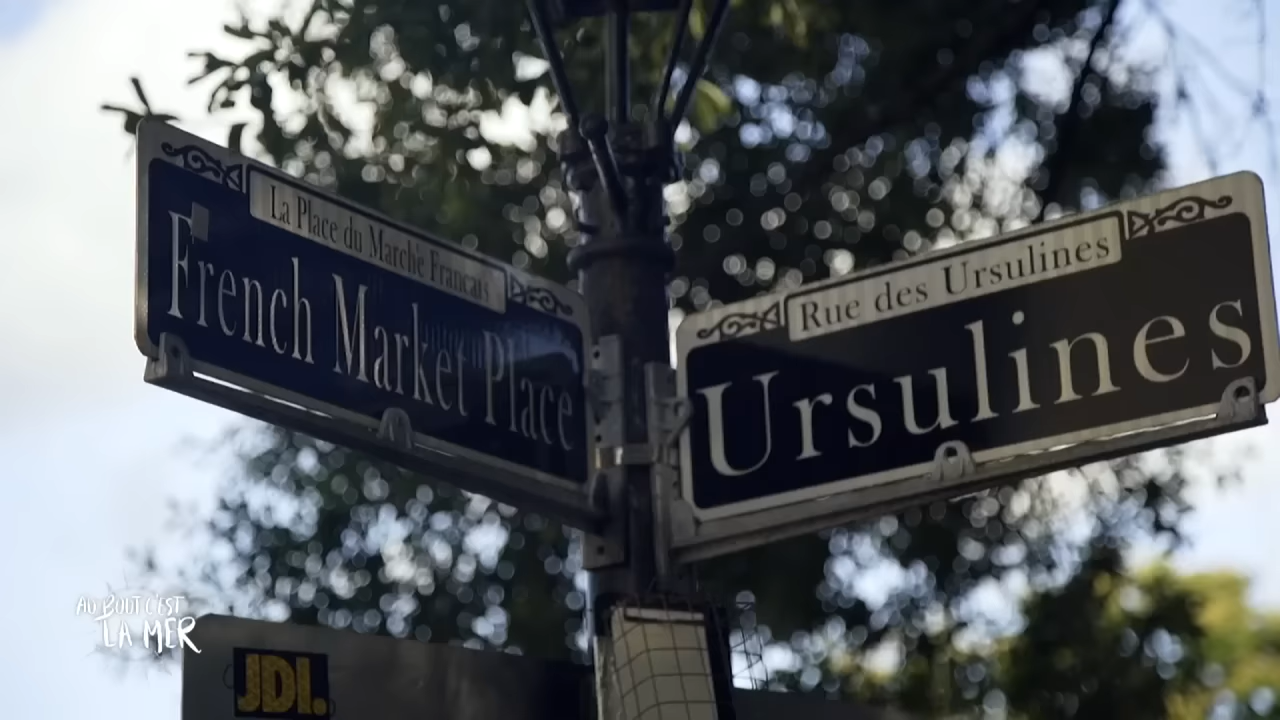 La Place du Marché Français
French Market Place
Rue des Ursulines
Ursulines
AU BOUT C'EST
LA MER
JDI.